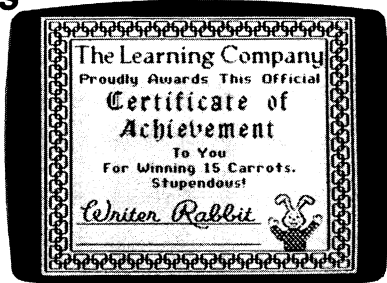 The Learning Company
Proudly Awards This Official
Certificate of
Achievement
To You
For Winning 15 Carrots.
Stupendous!
Writer Rabbit